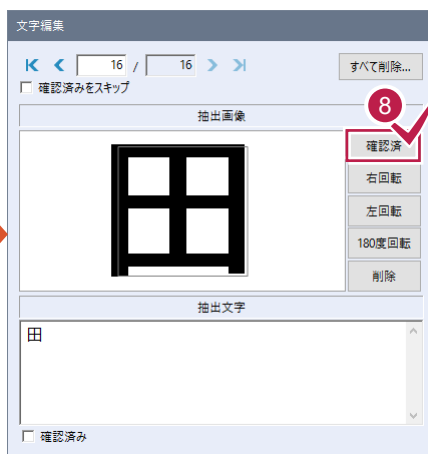 文字編集
16 / 16
すべて削除...
確認済みをスキップ
8
抽出画像
田
確認済
右回転
左回転
180度回転
削除
抽出文字
田
確認済み